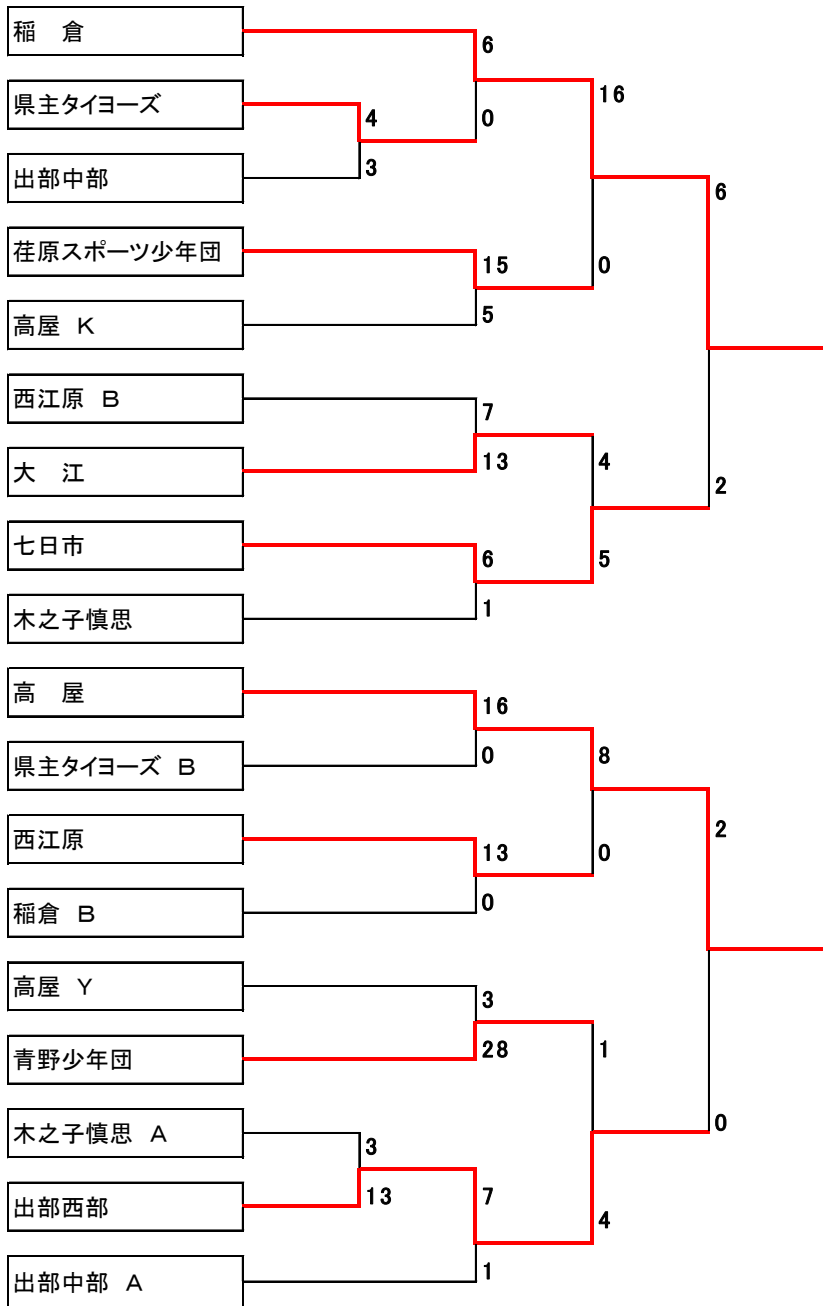 稲　倉
6
16
県主タイヨーズ
4
0
3
出部中部
6
荏原スポーツ少年団
15
0
5
高屋　Ｋ
西江原　Ｂ
7
大　江
13
4
2
七日市
6
5
1
木之子慎思
高　屋
16
0
8
県主タイヨーズ　Ｂ
2
西江原
13
0
0
稲倉　Ｂ
高屋　Ｙ
3
28
1
青野少年団
0
木之子慎思　Ａ
3
13
7
出部西部
4
1
出部中部　Ａ